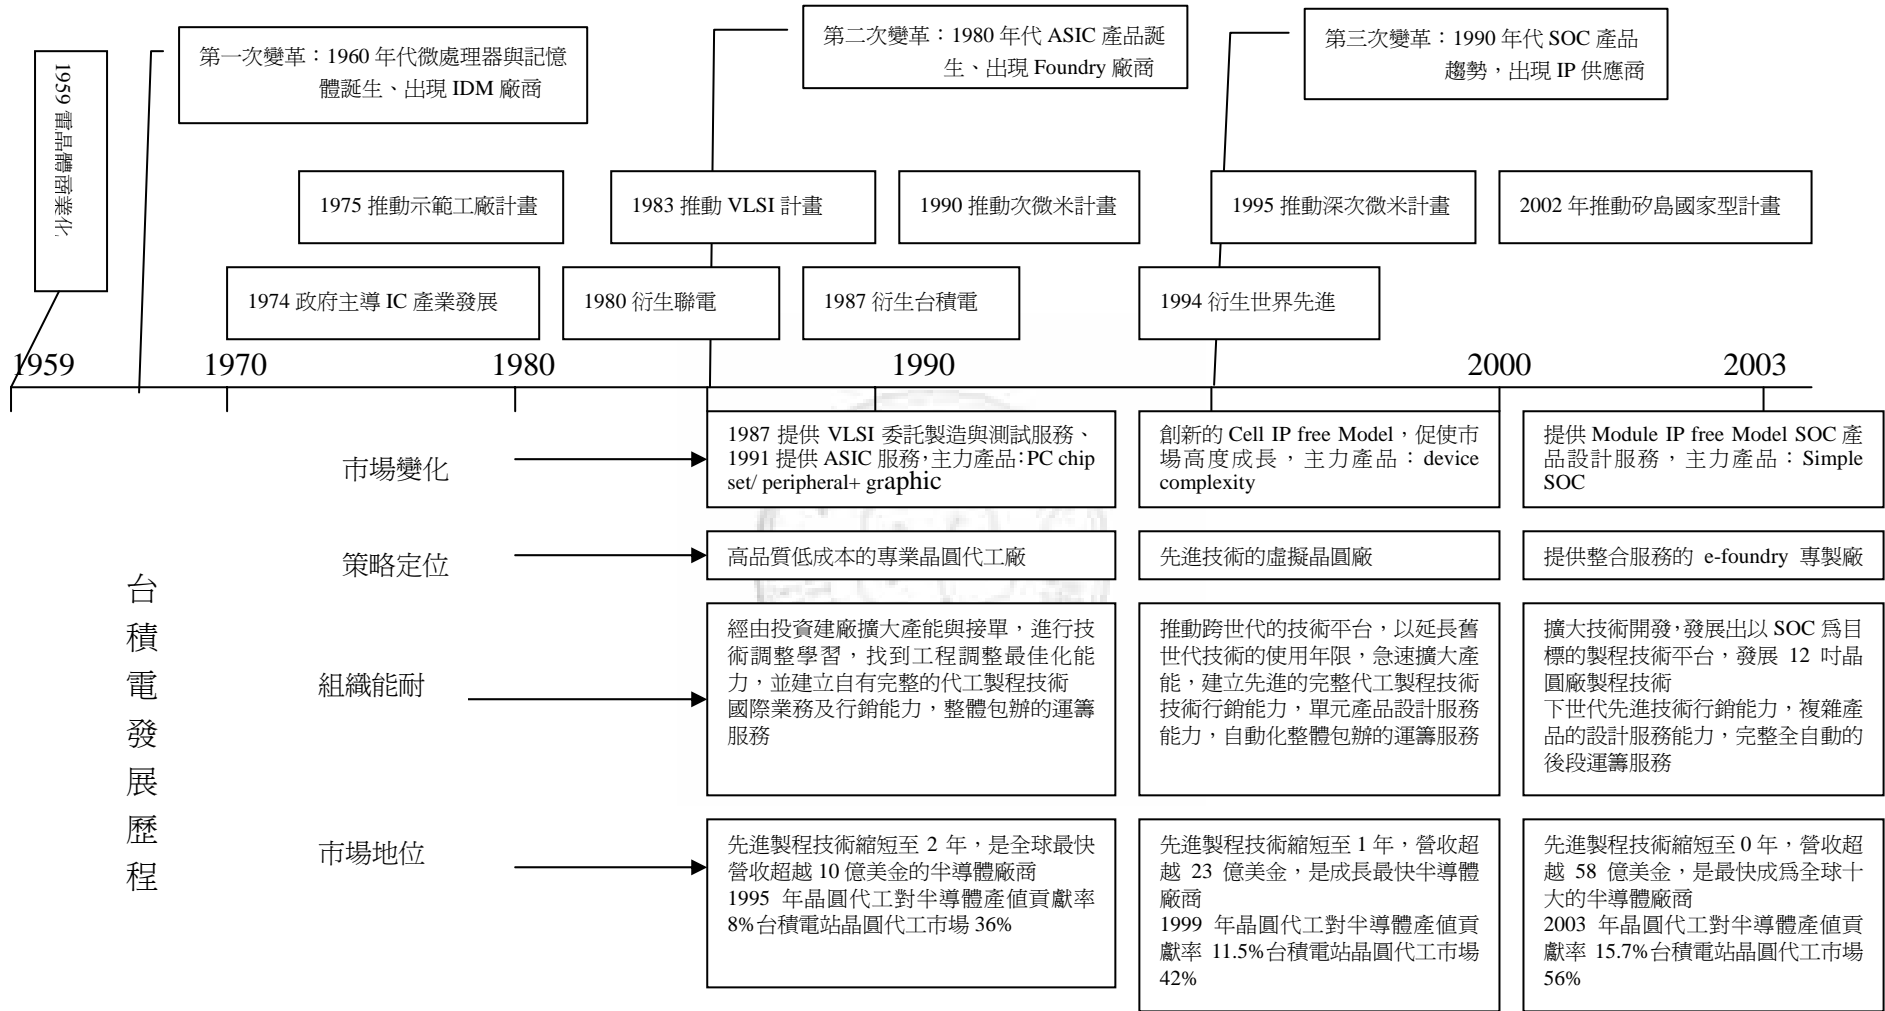 1959 電晶體商業化
第一次變革：1960 年代微處理器與記憶
體誕生、出現 IDM 廠商
第二次變革：1980 年代 ASIC 產品誕
生、出現 Foundry 廠商
第三次變革：1990 年代 SOC 產品
趨勢，出現 IP 供應商
1975 推動示範工廠計畫
1983 推動 VLSI 計畫
1990 推動次微米計畫
1995 推動深次微米計畫
2002 年推動矽島國家型計畫
1974 政府主導 IC 產業發展
1980 衍生聯電
1987 衍生台積電
1994 衍生世界先進
1959
1970
1980
1990
2000
2003
台積電發展歷程
市場變化
1987 提供 VLSI 委託製造與測試服務、
1991 提供 ASIC 服務，主力產品：PC chip
set/ peripheral+ graphic
創新的 Cell IP free Model，促使市
場高度成長，主力產品：device
complexity
提供 Module IP free Model SOC 產
品設計服務，主力產品：Simple
SOC
策略定位
高品質低成本的專業晶圓代工廠
先進技術的虛擬晶圓廠
提供整合服務的 e-foundry 專製廠
組織能耐
經由投資建廠擴大產能與接單，進行技
術調整學習，找到工程調整最佳化能
力，並建立自有完整的代工製程技術
國際業務及行銷能力，整體包辦的運籌
服務
推動跨世代的技術平台，以延長舊
世代技術的使用年限，急速擴大產
能，建立先進的完整代工製程技術
技術行銷能力，單元產品設計服務
能力，自動化整體包辦的運籌服務
擴大技術開發，發展出以 SOC 為目
標的製程技術平台，發展 12 吋晶
圓廠製程技術
下世代先進技術行銷能力，複雜產
品的設計服務能力，完整全自動的
後段運籌服務
市場地位
先進製程技術縮短至 2 年，是全球最快
營收超越 10 億美金的半導體廠商
1995 年晶圓代工對半導體產值貢獻率
8%台積電站晶圓代工市場 36%
先進製程技術縮短至 1 年，營收超
越 23 億美金，是成長最快半導體
廠商
1999 年晶圓代工對半導體產值貢
獻率 11.5%台積電站晶圓代工市場
42%
先進製程技術縮短至 0 年，營收超
越 58 億美金，是最快成為全球十
大的半導體廠商
2003 年晶圓代工對半導體產值貢
獻率 15.7%台積電站晶圓代工市場
56%